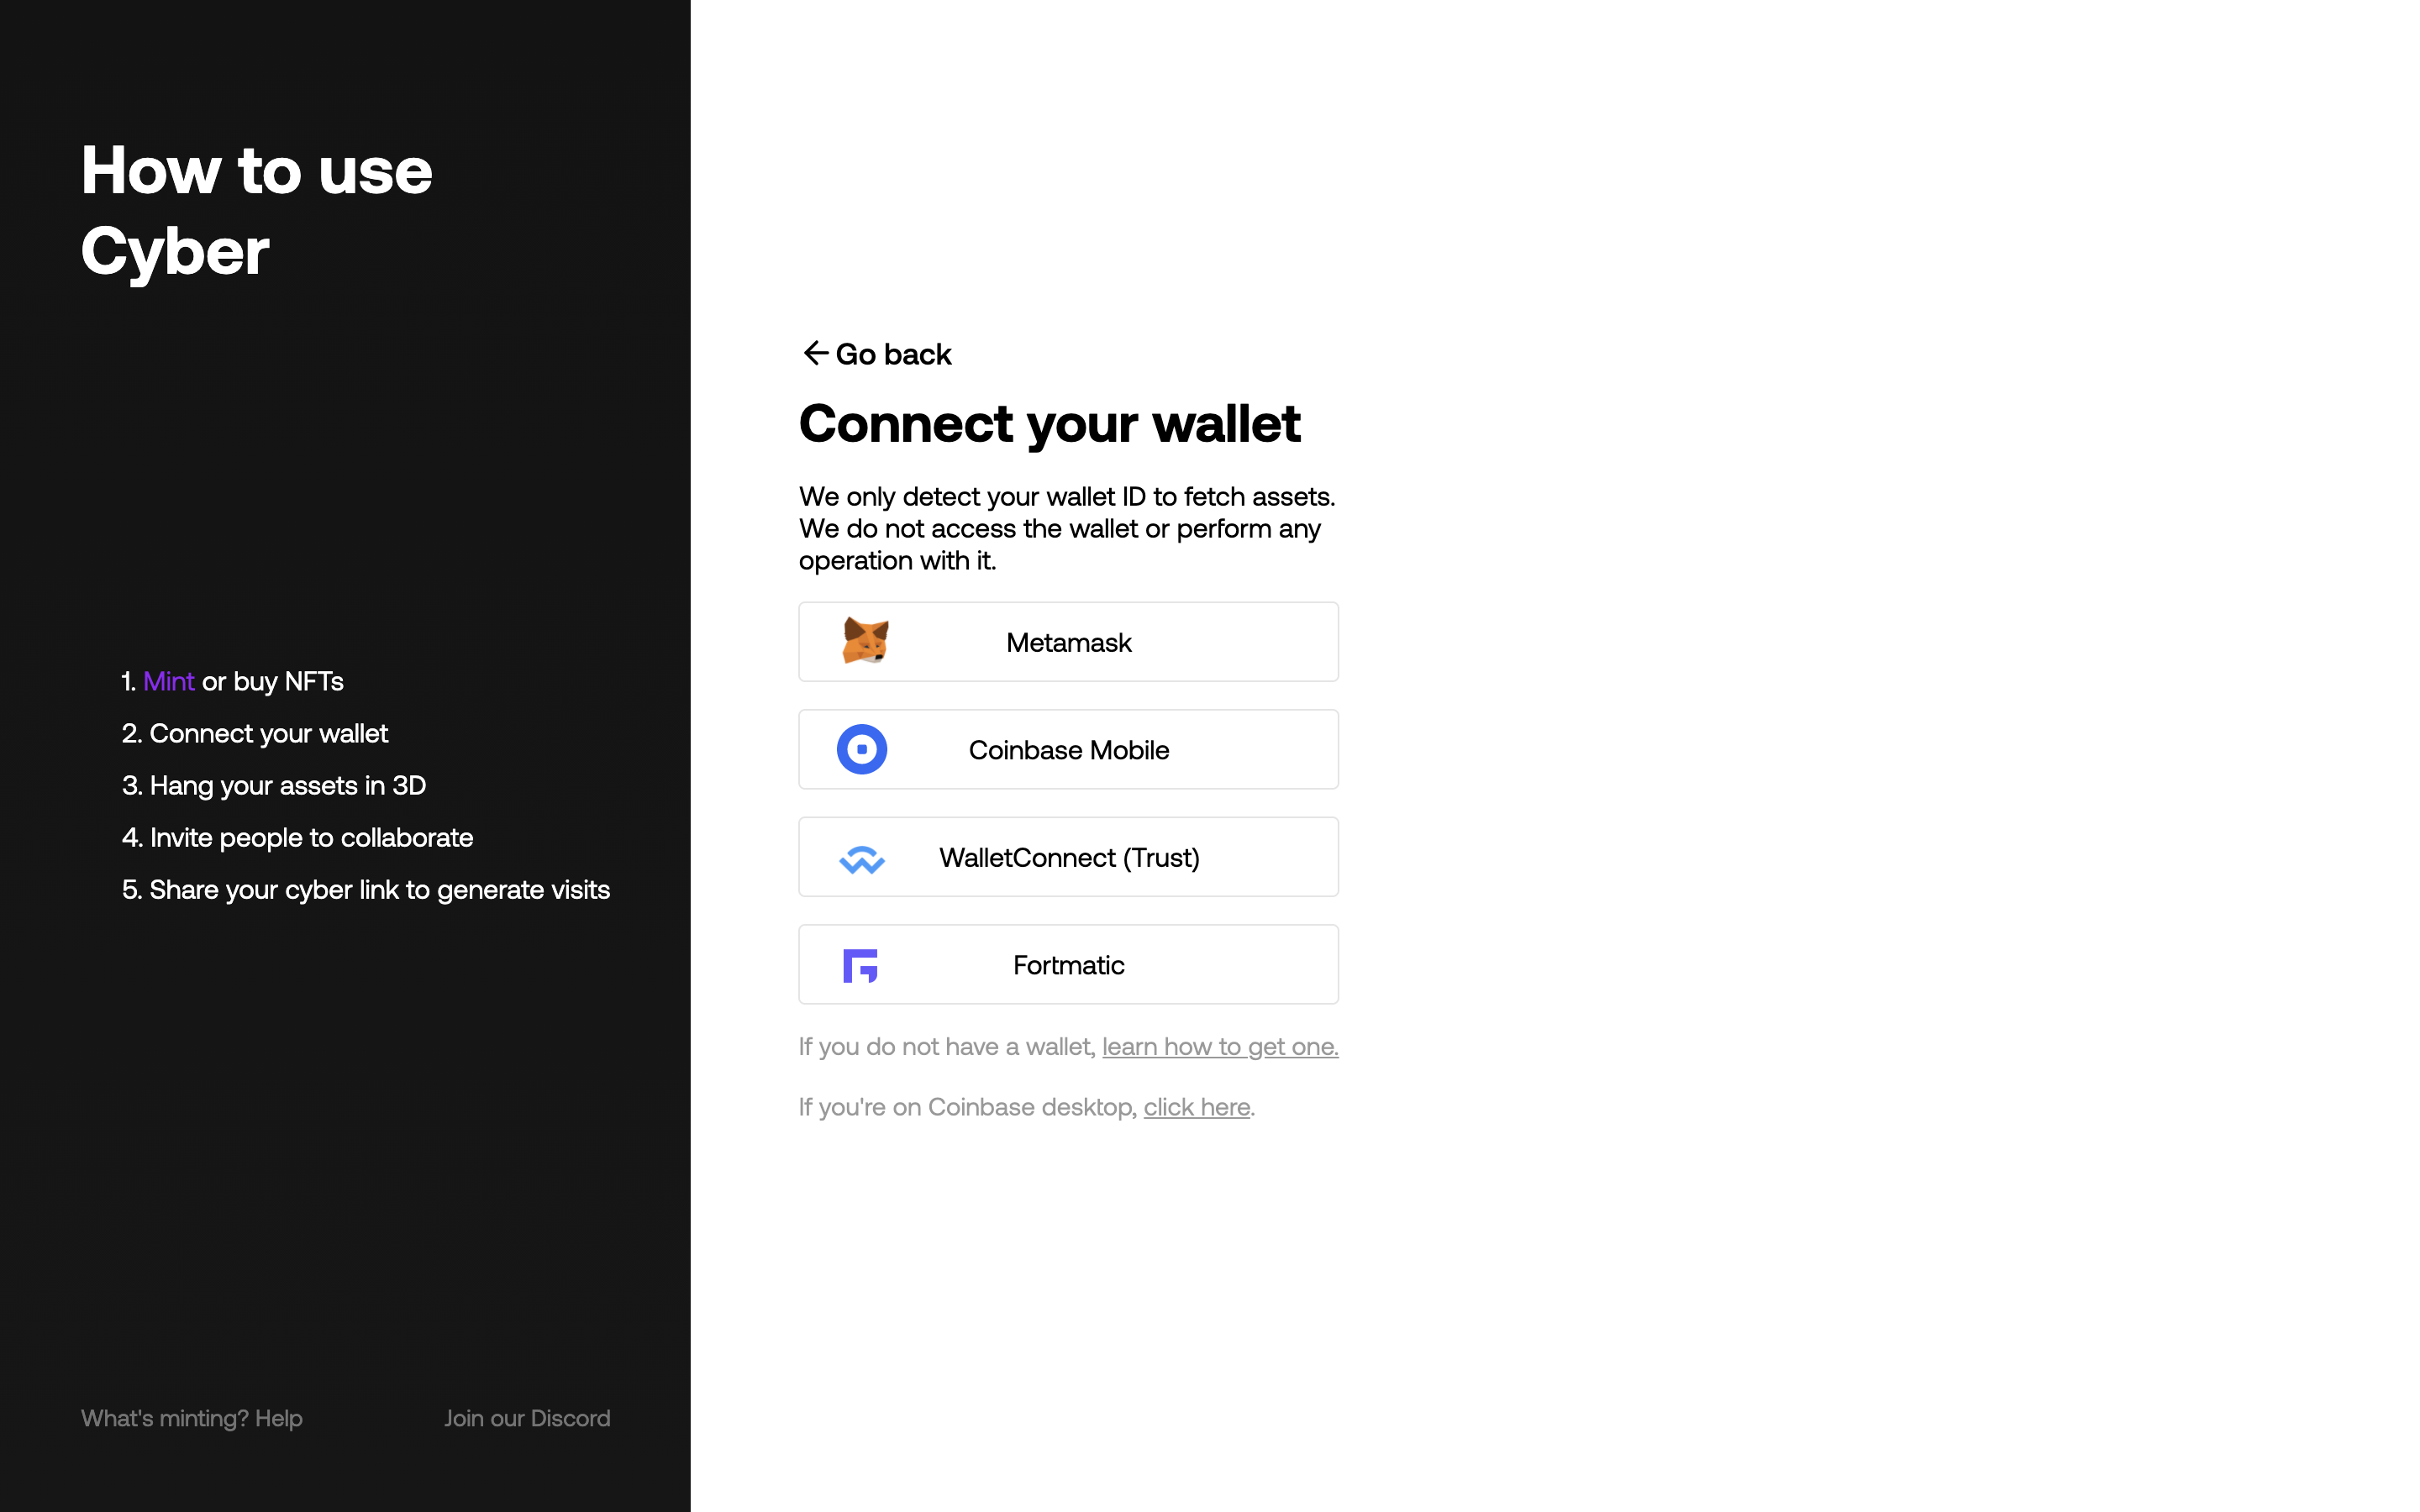 How to use
Cyber
1. Mint or buy NFTs
2. Connect your wallet
3. Hang your assets in 3D
4. Invite people to collaborate
5. Share your cyber link to generate visits
What's minting? Help
Join our Discord
Go back
Connect your wallet
We only detect your wallet ID to fetch assets.
We do not access the wallet or perform any
operation with it.
Metamask
Coinbase Mobile
WalletConnect (Trust)
Fortmatic
If you do not have a wallet, learn how to get one.
If you're on Coinbase desktop, click here.